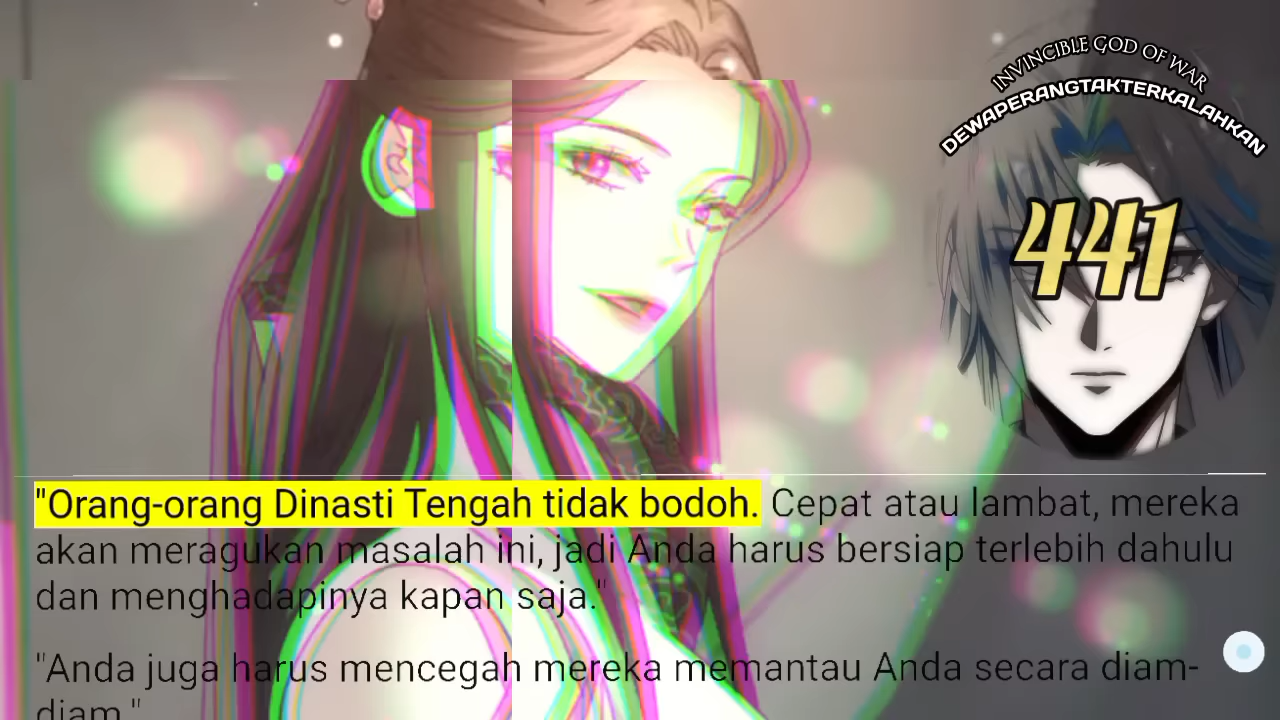 INVINCIBLE GOD OF WAR
DEWAPERANGTAKTERKALAHKAN
441
"Orang-orang Dinasti Tengah tidak bodoh. Cepat atau lambat, mereka
akan meragukan masalah ini, jadi Anda harus bersiap terlebih dahulu
dan menghadapinya kapan saja."
"Anda juga harus mencegah mereka memantau Anda secara diam-
diam."